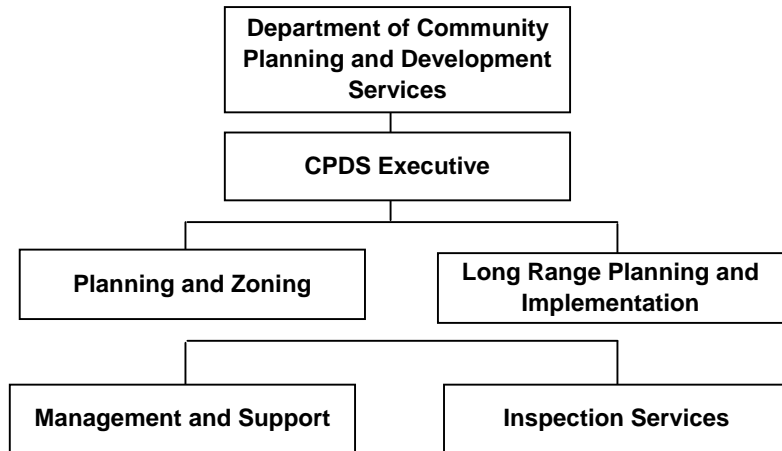 Department of Community
Planning and Development
Services
CPDS Executive
Planning and Zoning
Long Range Planning and
Implementation
Management and Support
Inspection Services